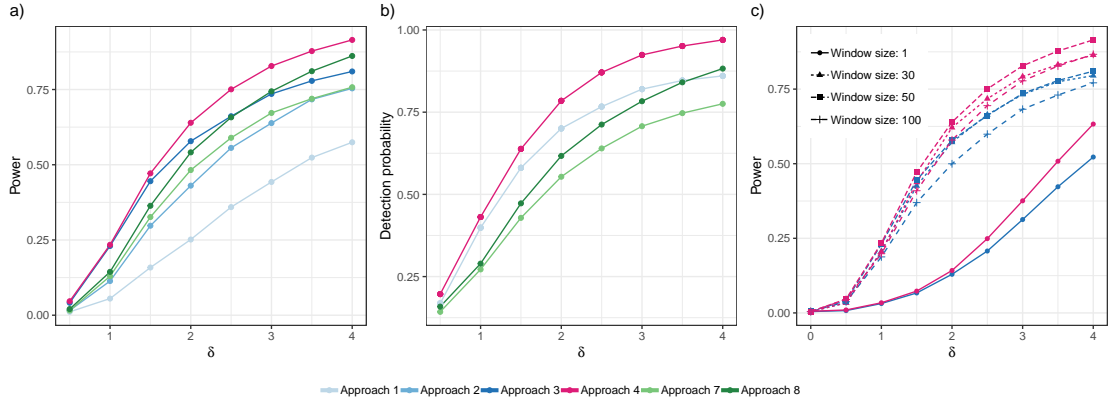 a)
Power
0.75
0.50
0.25
0.00
1
2
3
4
δ
b)
Detection probability
1.00
0.75
0.50
0.25
1
2
3
4
δ
c)
Power
0.75
0.50
0.25
0.00
0
1
2
3
4
δ
Window size: 1
Window size: 30
Window size: 50
Window size: 100
Approach 1 Approach 2 Approach 3 Approach 4 Approach 7 Approach 8